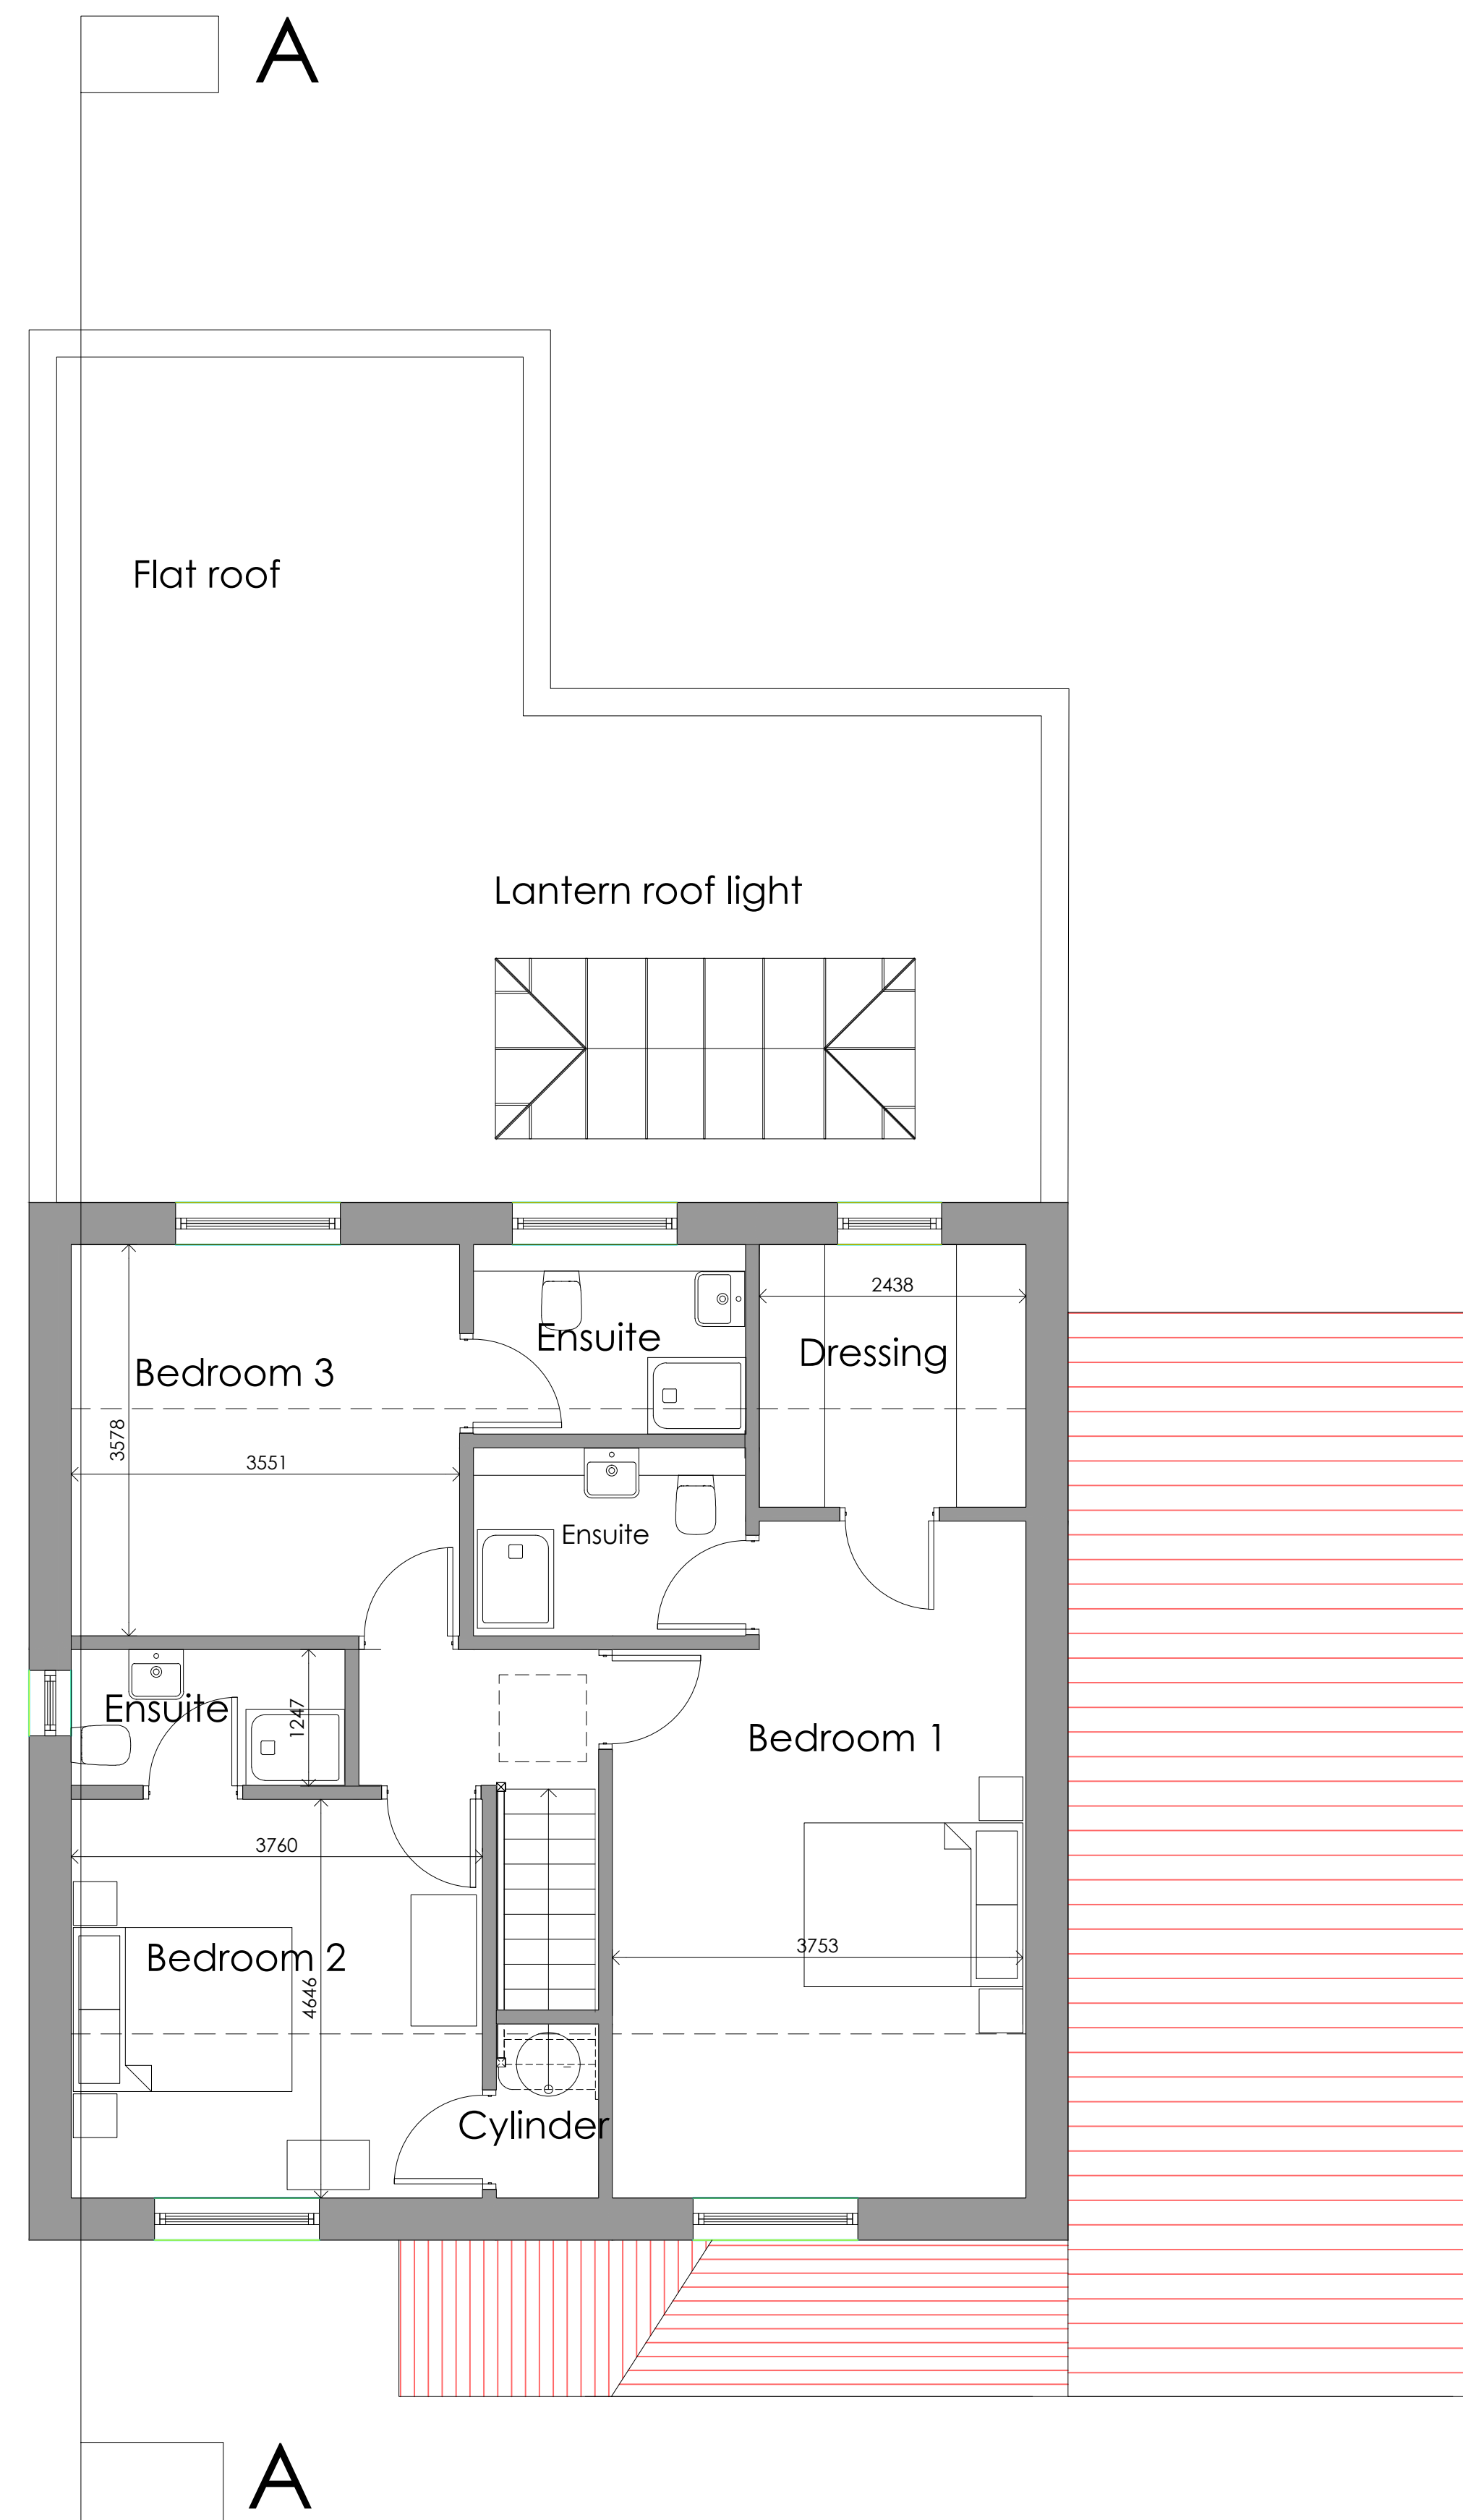 A
Flat roof
Lantern roof light
2438
Ensuite
Dressing
Bedroom 3
3578
3551
Ensuite
Ensuite
1247
Bedroom 1
3760
3753
Bedroom 2
4646
Cylinder
A